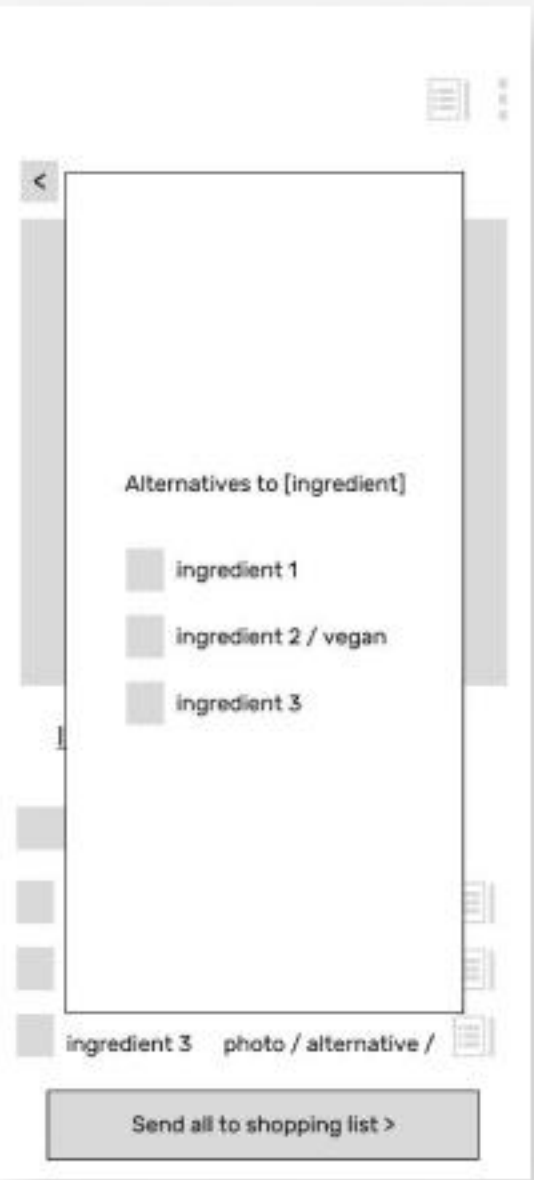 <
Alternatives to [ingredient]
ingredient 1
ingredient 2 / vegan
ingredient 3
ingredient 3 photo / alternative /
Send all to shopping list >